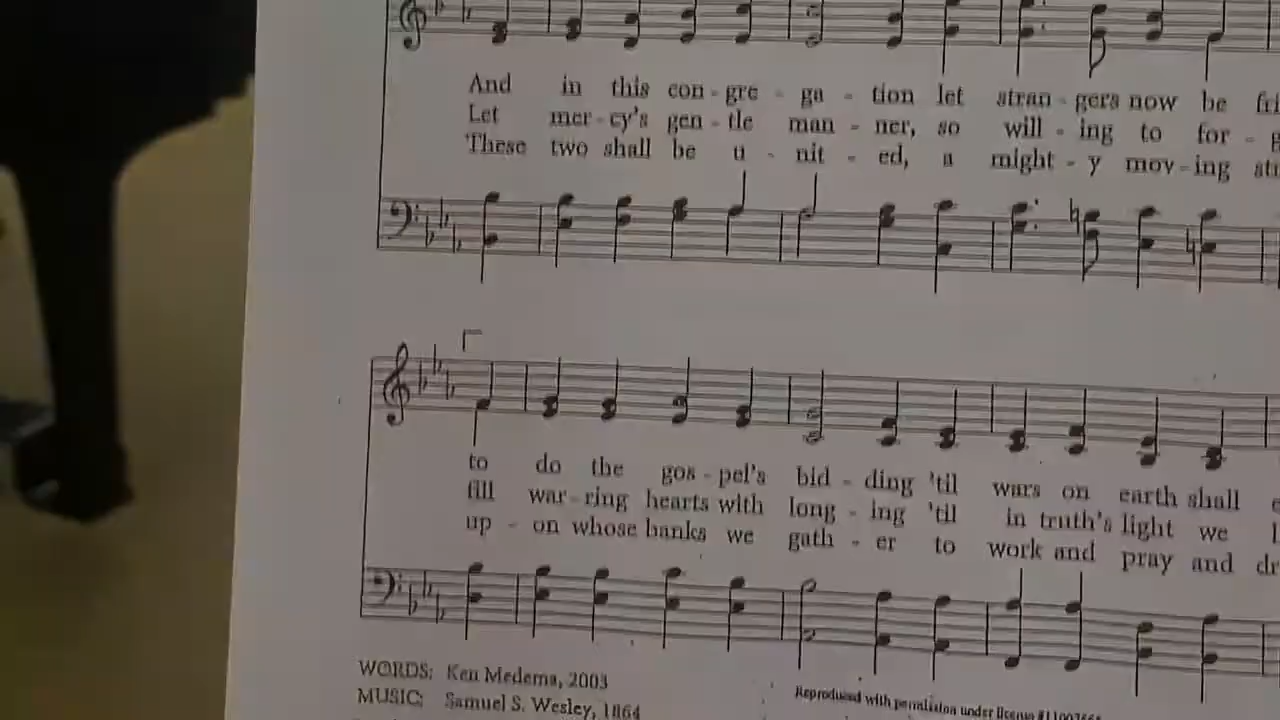 And in this con - gre - ga - tion let stran - gers now be
Let mer - cy's gen - tle man - ner, so will - ing to for -
These two shall be u - nit - ed, a might - y mov - ing
to do the gos - pel's bid - ding 'til wars on earth shall
fill war - ring hearts with long - ing 'til in truth's light we
up - on whose banks we gath - er to work and pray and
WORDS: Ken Medema, 2003
MUSIC: Samuel S. Wesley, 1864
Reproduced with permission under license